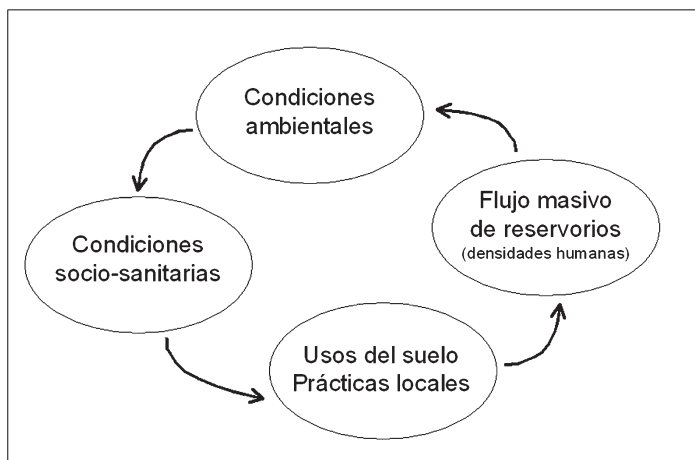 Condiciones
ambientales
Flujo masivo
de reservorios
(densidades humanas)
Condiciones
socio-sanitarias
Usos del suelo
Prácticas locales